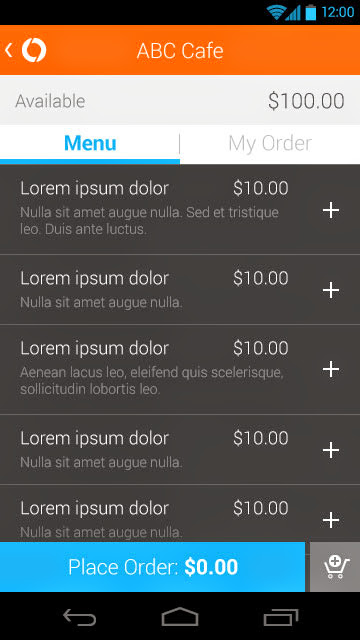 12:00
ABC Cafe
Available $100.00
Menu My Order
Lorem ipsum dolor $10.00
Nulla sit amet augue nulla. Sed et tristique
leo. Duis ante luctus.
Lorem ipsum dolor $10.00
Nulla sit amet augue nulla.
Lorem ipsum dolor $10.00
Aenean lacus leo, eleifend quis scelerisque,
sollicitudin lobortis leo.
Lorem ipsum dolor $10.00
Nulla sit amet augue nulla.
Lorem ipsum dolor $10.00
Nulla sit amet augue nulla.
Place Order: $0.00